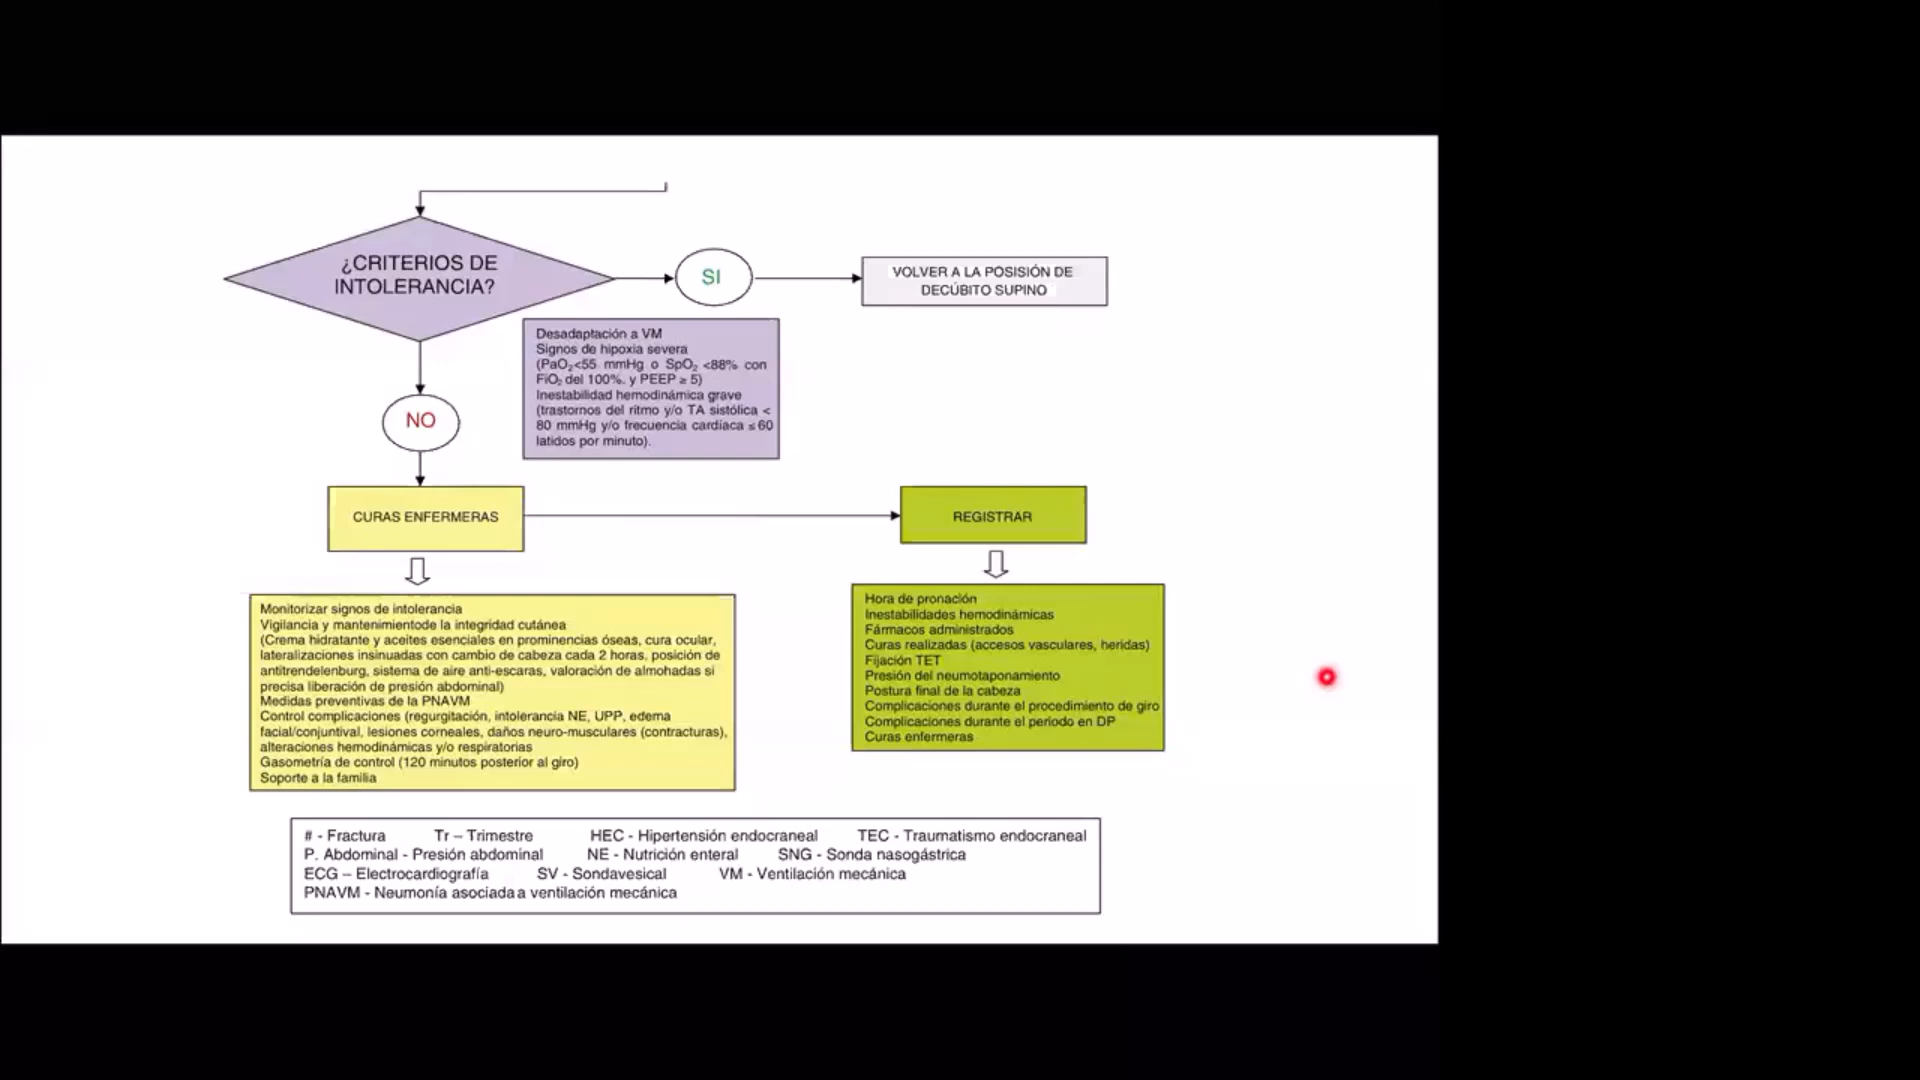 ¿CRITERIOS DE
INTOLERANCIA?
SI
VOLVER A LA POSISIÓN DE
DECÚBITO SUPINO
Desadaptación a VM
Signos de hipoxia severa
(PaO₂<55 mmHg o SpO₂ <88% con
FiO₂ del 100%. y PEEP ≥ 5)
Inestabilidad hemodinámica grave
(trastornos del ritmo y/o TA sistólica <
80 mmHg y/o frecuencia cardíaca ≤ 60
latidos por minuto).
NO
CURAS ENFERMERAS
REGISTRAR
Monitorizar signos de intolerancia
Vigilancia y mantenimientode la integridad cutánea
(Crema hidratante y aceites esenciales en prominencias óseas, cura ocular,
lateralizaciones insinuadas con cambio de cabeza cada 2 horas, posición de
antitrendelenburg, sistema de aire anti-escaras, valoración de almohadas si
precisa liberación de presión abdominal)
Medidas preventivas de la PNAVM
Control complicaciones (regurgitación, intolerancia NE, UPP, edema
facial/conjuntival, lesiones corneales, daños neuro-musculares (contracturas),
alteraciones hemodinámicas y/o respiratorias
Gasometría de control (120 minutos posterior al giro)
Soporte a la familia
Hora de pronación
Inestabilidades hemodinámicas
Fármacos administrados
Curas realizadas (accesos vasculares, heridas)
Fijación TET
Presión del neumotaponamiento
Postura final de la cabeza
Complicaciones durante el procedimiento de giro
Complicaciones durante el período en DP
Curas enfermeras
# - Fractura Tr – Trimestre HEC - Hipertensión endocraneal TEC - Traumatismo endocraneal
P. Abdominal - Presión abdominal NE - Nutrición enteral SNG - Sonda nasogástrica
ECG – Electrocardiografía SV - Sondavesical VM - Ventilación mecánica
PNAVM - Neumonía asociada a ventilación mecánica